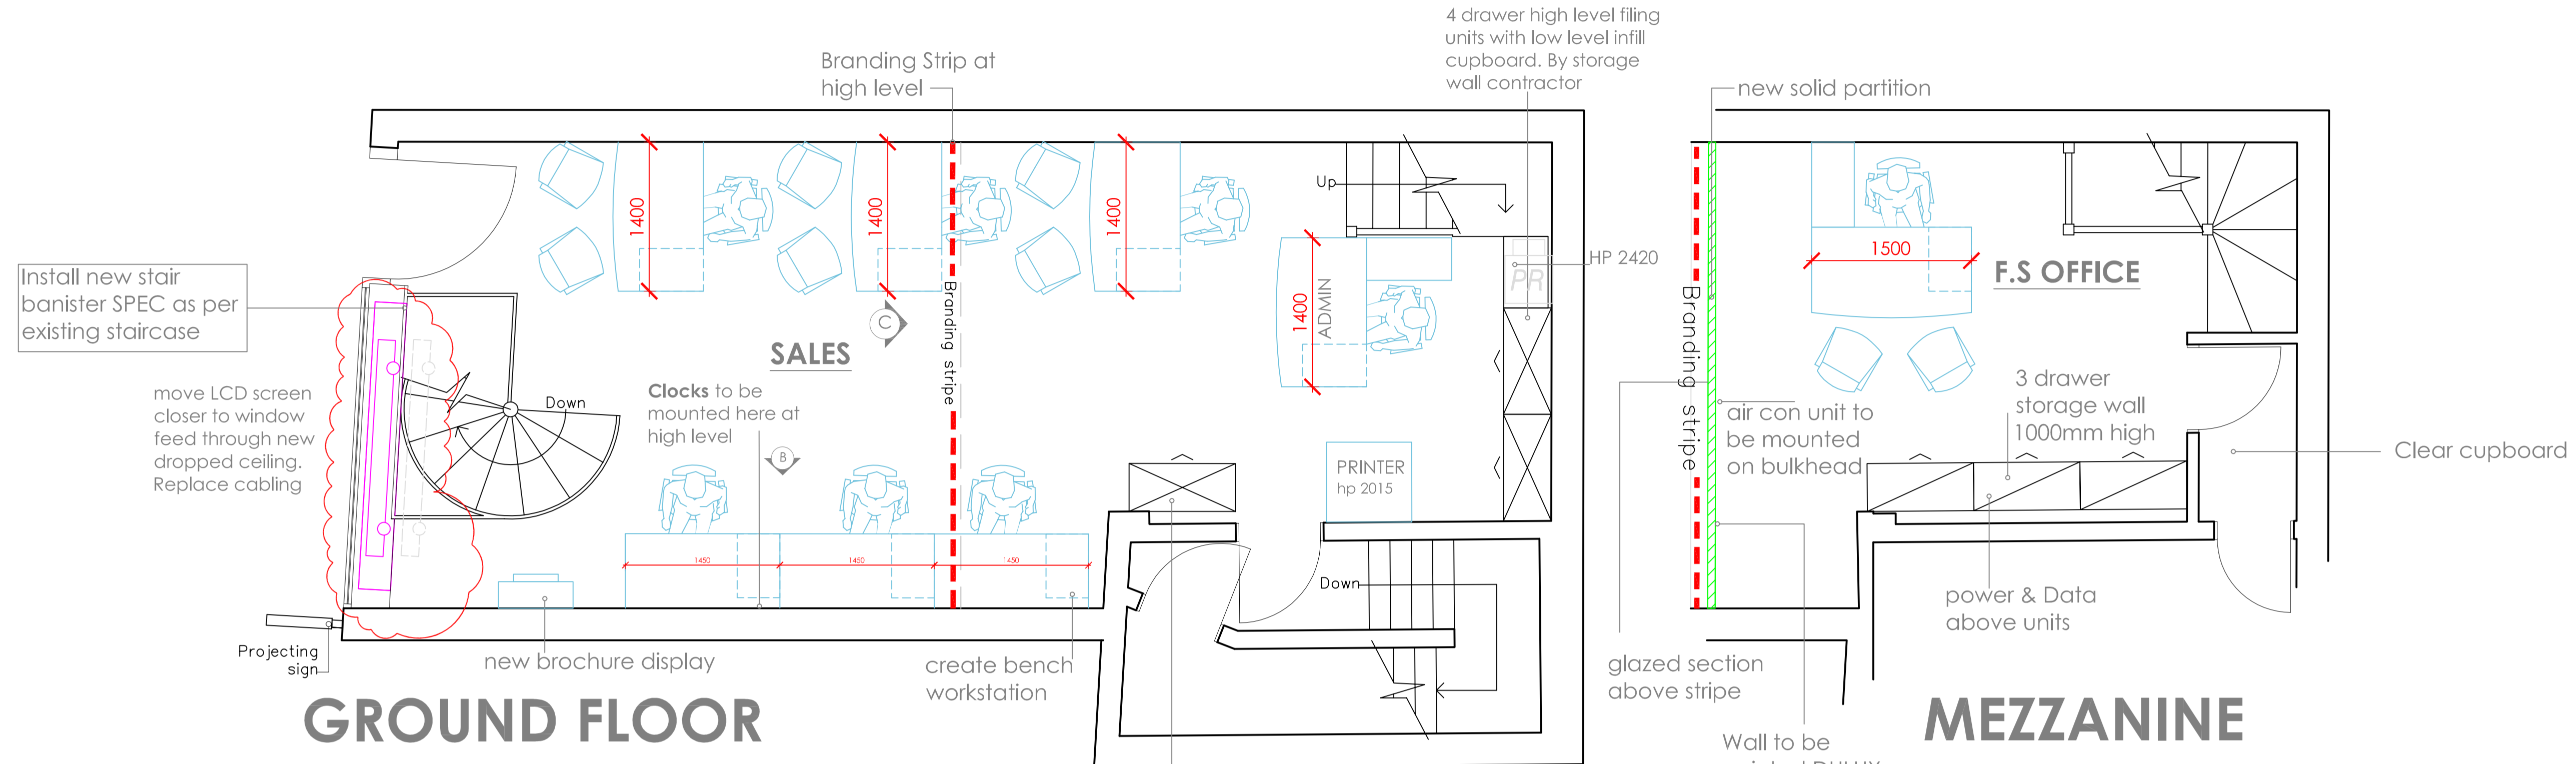 4 drawer high level filing
units with low level infill
cupboard. By storage
wall contractor
Branding Strip at
high level
new solid partition
Install new stair
banister SPEC as per
existing staircase
1400
1400
1400
Up
HP 2420
PR
1400
ADMIN
1500
F.S OFFICE
Branding stripe
Branding stripe
C
SALES
move LCD screen
closer to window
feed through new
dropped ceiling.
Replace cabling
Down
Clocks to be
mounted here at
high level
B
PRINTER
hp 2015
air con unit to
be mounted
on bulkhead
3 drawer
storage wall
1000mm high
Clear cupboard
1450
1450
1450
Down
power & Data
above units
Projecting
sign
new brochure display
create bench
workstation
glazed section
above stripe
GROUND FLOOR
MEZZANINE
Wall to be